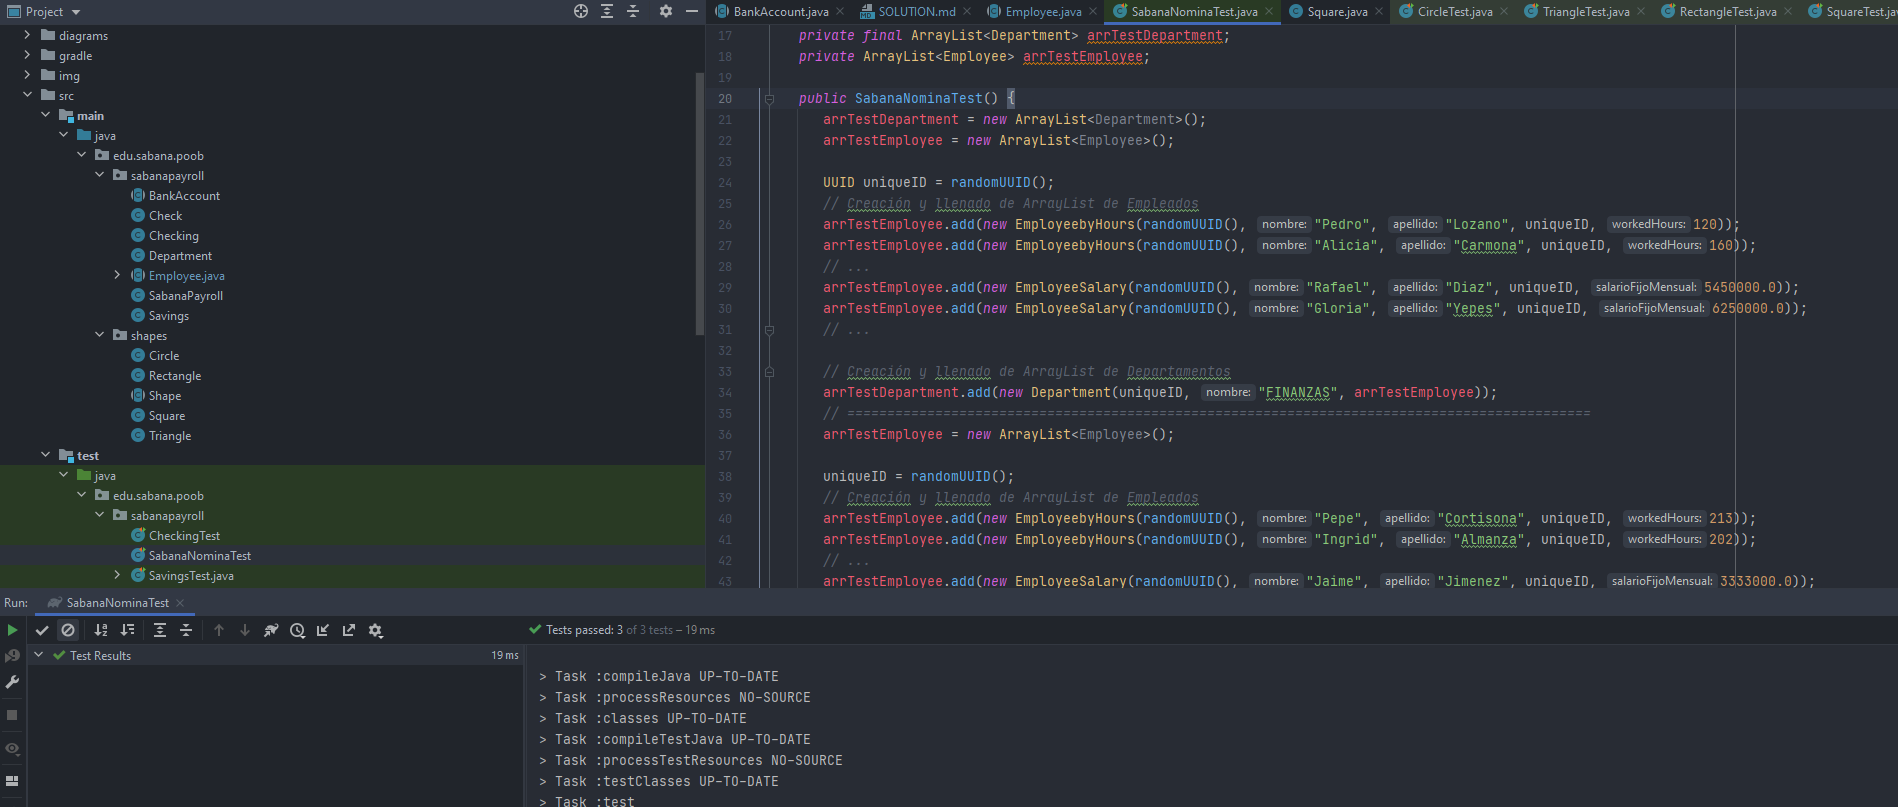 Project
diagrams
gradle
img
src
main
java
edu.sabana.poob
sabanapayroll
BankAccount
Check
Checking
Department
Employee.java
SabanaPayroll
Savings
shapes
Circle
Rectangle
Shape
Square
Triangle
test
java
edu.sabana.poob
sabanapayroll
CheckingTest
SabanaNominaTest
SavingsTest.java
BankAccount.java SOLUTION.md Employee.java SabanaNominaTest.java Square.java CircleTest.java TriangleTest.java RectangleTest.java SquareTest.jav
17 private final ArrayList<Department> arrTestDepartment;
18 private ArrayList<Employee> arrTestEmployee;
19
20 public SabanaNominaTest() {
21 arrTestDepartment = new ArrayList<Department>();
22 arrTestEmployee = new ArrayList<Employee>();
23
24 UUID uniqueID = randomUUID();
25 // Creación y llenado de ArrayList de Empleados
26 arrTestEmployee.add(new EmployeebyHours(randomUUID(), nombre: "Pedro", apellido: "Lozano", uniqueID, workedHours: 120));
27 arrTestEmployee.add(new EmployeebyHours(randomUUID(), nombre: "Alicia", apellido: "Carmona", uniqueID, workedHours: 160));
28 // ...
29 arrTestEmployee.add(new EmployeeSalary(randomUUID(), nombre: "Rafael", apellido: "Diaz", uniqueID, salarioFijoMensual: 5450000.0));
30 arrTestEmployee.add(new EmployeeSalary(randomUUID(), nombre: "Gloria", apellido: "Yepes", uniqueID, salarioFijoMensual: 6250000.0));
31 // ...
32
33 // Creación y llenado de ArrayList de Departamentos
34 arrTestDepartment.add(new Department(uniqueID, nombre: "FINANZAS", arrTestEmployee));
35 // =============================================================================================
36 arrTestEmployee = new ArrayList<Employee>();
37
38 uniqueID = randomUUID();
39 // Creación y llenado de ArrayList de Empleados
40 arrTestEmployee.add(new EmployeebyHours(randomUUID(), nombre: "Pepe", apellido: "Cortisona", uniqueID, workedHours: 213));
41 arrTestEmployee.add(new EmployeebyHours(randomUUID(), nombre: "Ingrid", apellido: "Almanza", uniqueID, workedHours: 202));
42 // ...
43 arrTestEmployee.add(new EmployeeSalary(randomUUID(), nombre: "Jaime", apellido: "Jimenez", uniqueID, salarioFijoMensual: 3333000.0));
Run: SabanaNominaTest
Tests passed: 3 of 3 tests – 19 ms
Test Results 19 ms
> Task :compileJava UP-TO-DATE
> Task :processResources NO-SOURCE
> Task :classes UP-TO-DATE
> Task :compileTestJava UP-TO-DATE
> Task :processTestResources NO-SOURCE
> Task :testClasses UP-TO-DATE
> Task :test